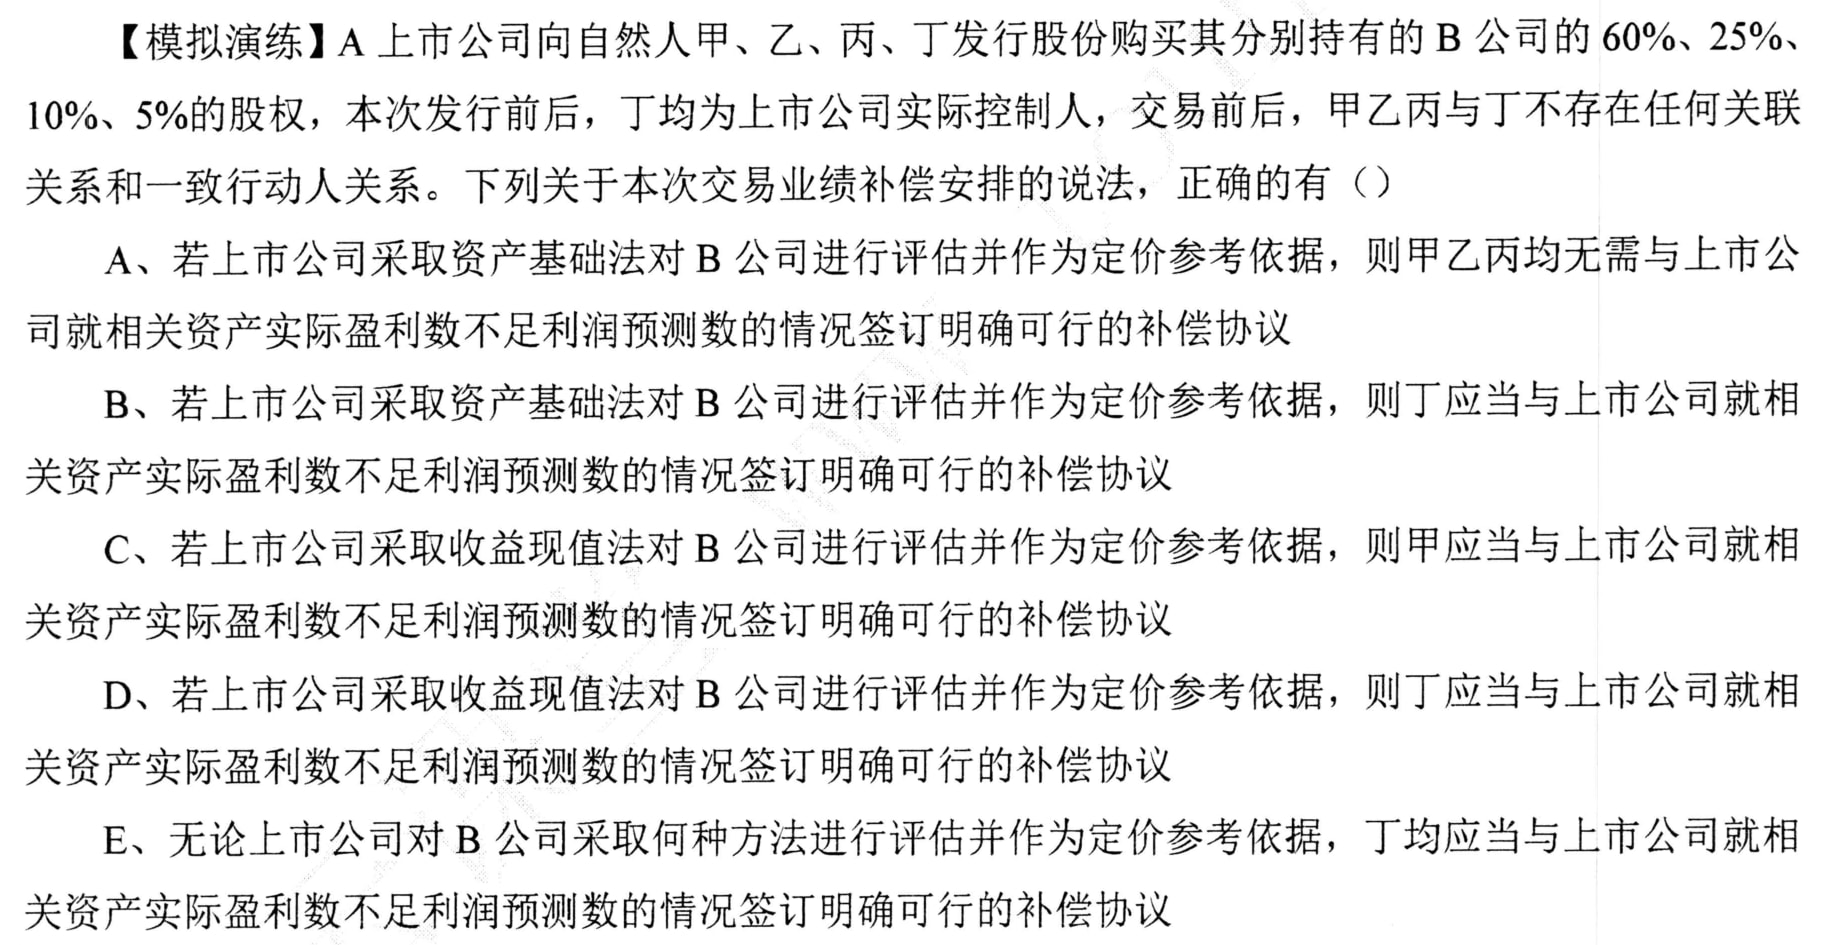 【模拟演练】A 上市公司向自然人甲、乙、丙、丁发行股份购买其分别持有的 B 公司的 60%、25%、
10%、5%的股权，本次发行前后，丁均为上市公司实际控制人，交易前后，甲乙丙与丁不存在任何关联
关系和一致行动人关系。下列关于本次交易业绩补偿安排的说法，正确的有（）
A、若上市公司采取资产基础法对 B 公司进行评估并作为定价参考依据，则甲乙丙均无需与上市公
司就相关资产实际盈利数不足利润预测数的情况签订明确可行的补偿协议
B、若上市公司采取资产基础法对 B 公司进行评估并作为定价参考依据，则丁应当与上市公司就相
关资产实际盈利数不足利润预测数的情况签订明确可行的补偿协议
C、若上市公司采取收益现值法对 B 公司进行评估并作为定价参考依据，则甲应当与上市公司就相
关资产实际盈利数不足利润预测数的情况签订明确可行的补偿协议
D、若上市公司采取收益现值法对 B 公司进行评估并作为定价参考依据，则丁应当与上市公司就相
关资产实际盈利数不足利润预测数的情况签订明确可行的补偿协议
E、无论上市公司对 B 公司采取何种方法进行评估并作为定价参考依据，丁均应当与上市公司就相
关资产实际盈利数不足利润预测数的情况签订明确可行的补偿协议